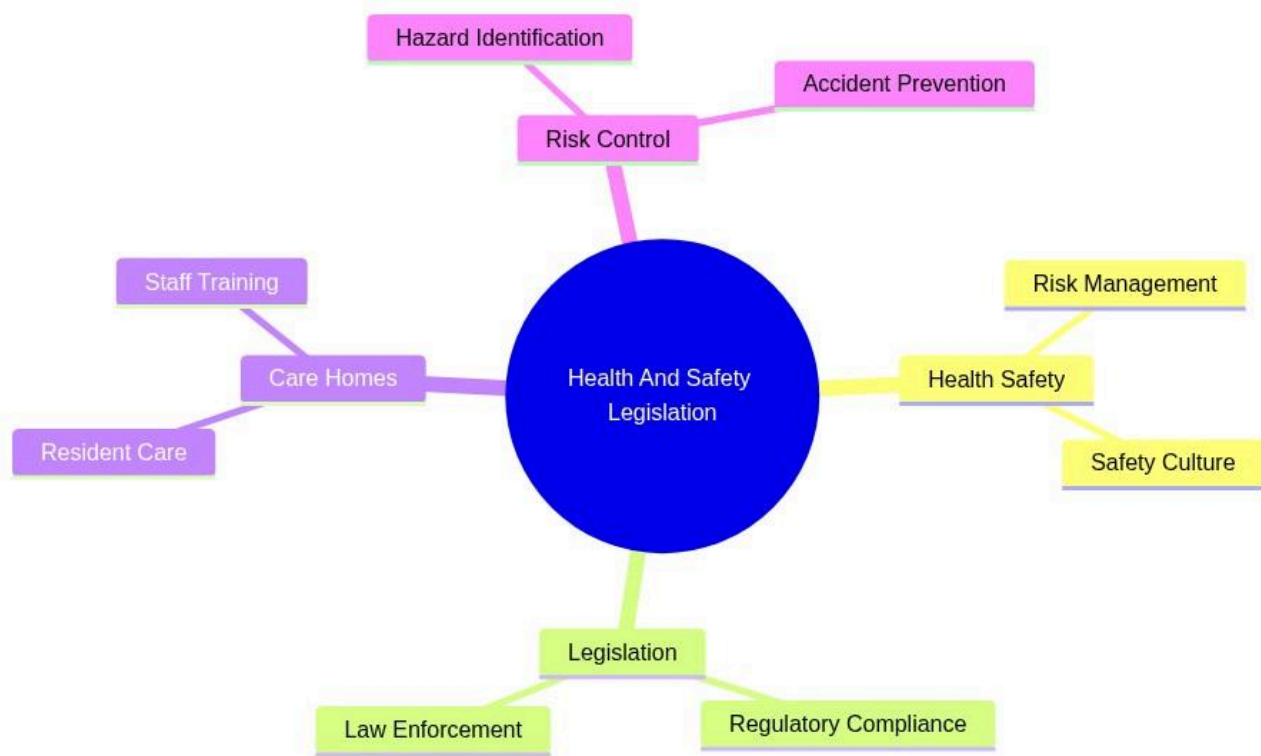 Hazard Identification
Accident Prevention
Risk Control
Staff Training
Risk Management
Care Homes
Health And Safety
Legislation
Health Safety
Resident Care
Safety Culture
Legislation
Law Enforcement
Regulatory Compliance